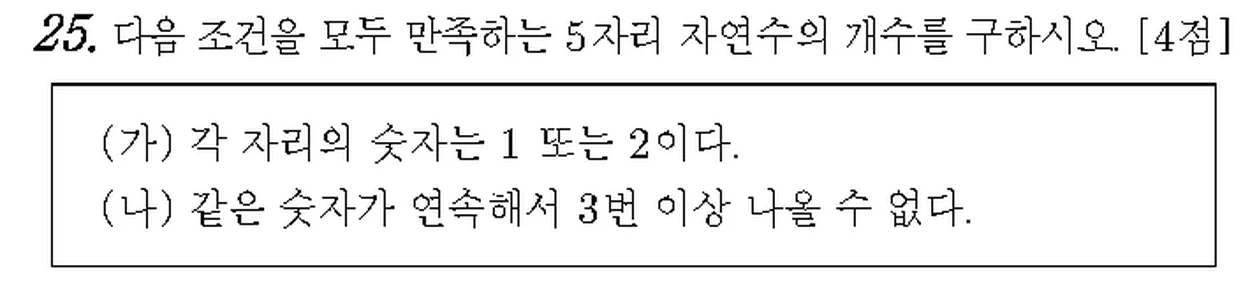 25. 다음 조건을 모두 만족하는 5자리 자연수의 개수를 구하시오. [4점]
(가) 각 자리의 숫자는 1 또는 2이다.
(나) 같은 숫자가 연속해서 3번 이상 나올 수 없다.